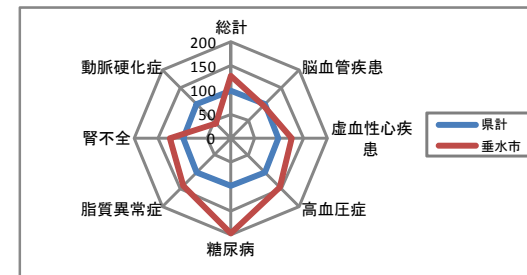 総計
200
150
100
50
0
脳血管疾患
虚血性心疾
患
高血圧症
糖尿病
脂質異常症
腎不全
動脈硬化症
県計
垂水市